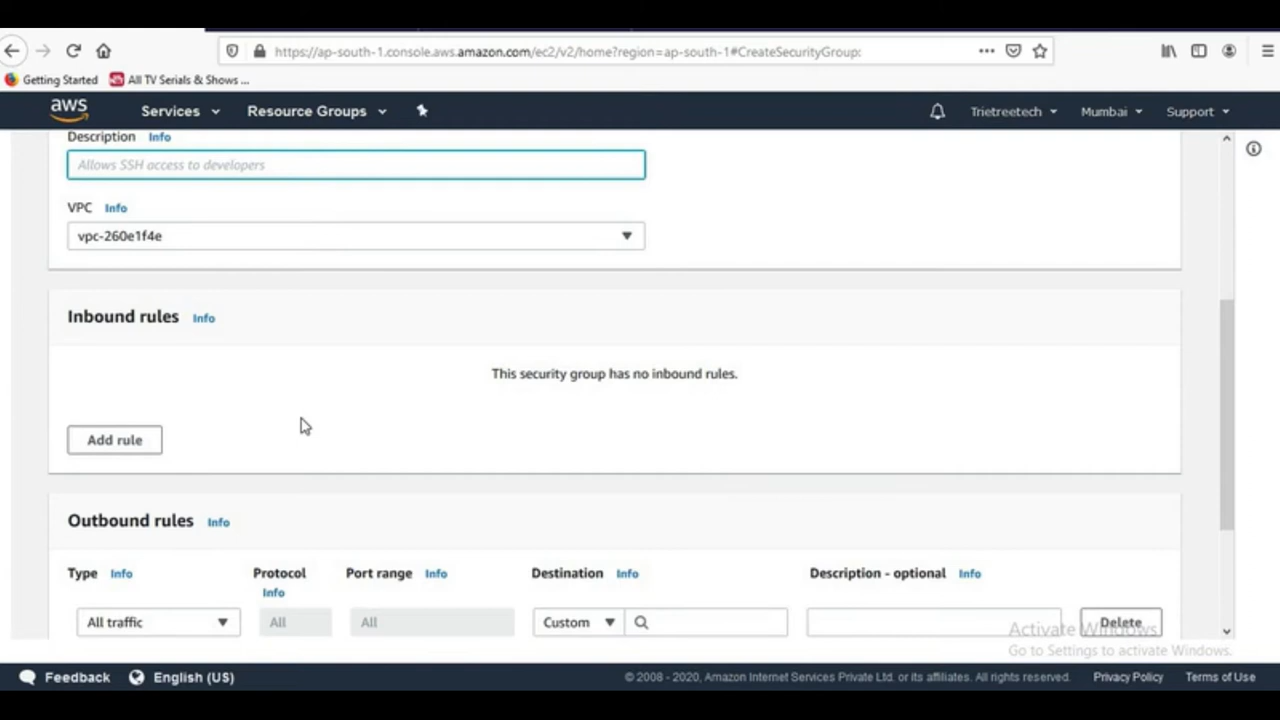 https://ap-south-1.console.aws.amazon.com/ec2/v2/home?region=ap-south-1#CreateSecurityGroup:
Getting Started All TV Serials & Shows ...
aws Services Resource Groups Trietreetech Mumbai Support
Description Info
Allows SSH access to developers
VPC Info
vpc-260e1f4e
Inbound rules Info
This security group has no inbound rules.
Add rule
Outbound rules Info
Type Info Protocol Info Port range Info Destination Info Description - optional Info
All traffic All All Custom Delete
Activate Windows
Go to Settings to activate Windows.
Feedback English (US) © 2008 - 2020, Amazon Internet Services Private Ltd. or its affiliates. All rights reserved. Privacy Policy Terms of Use